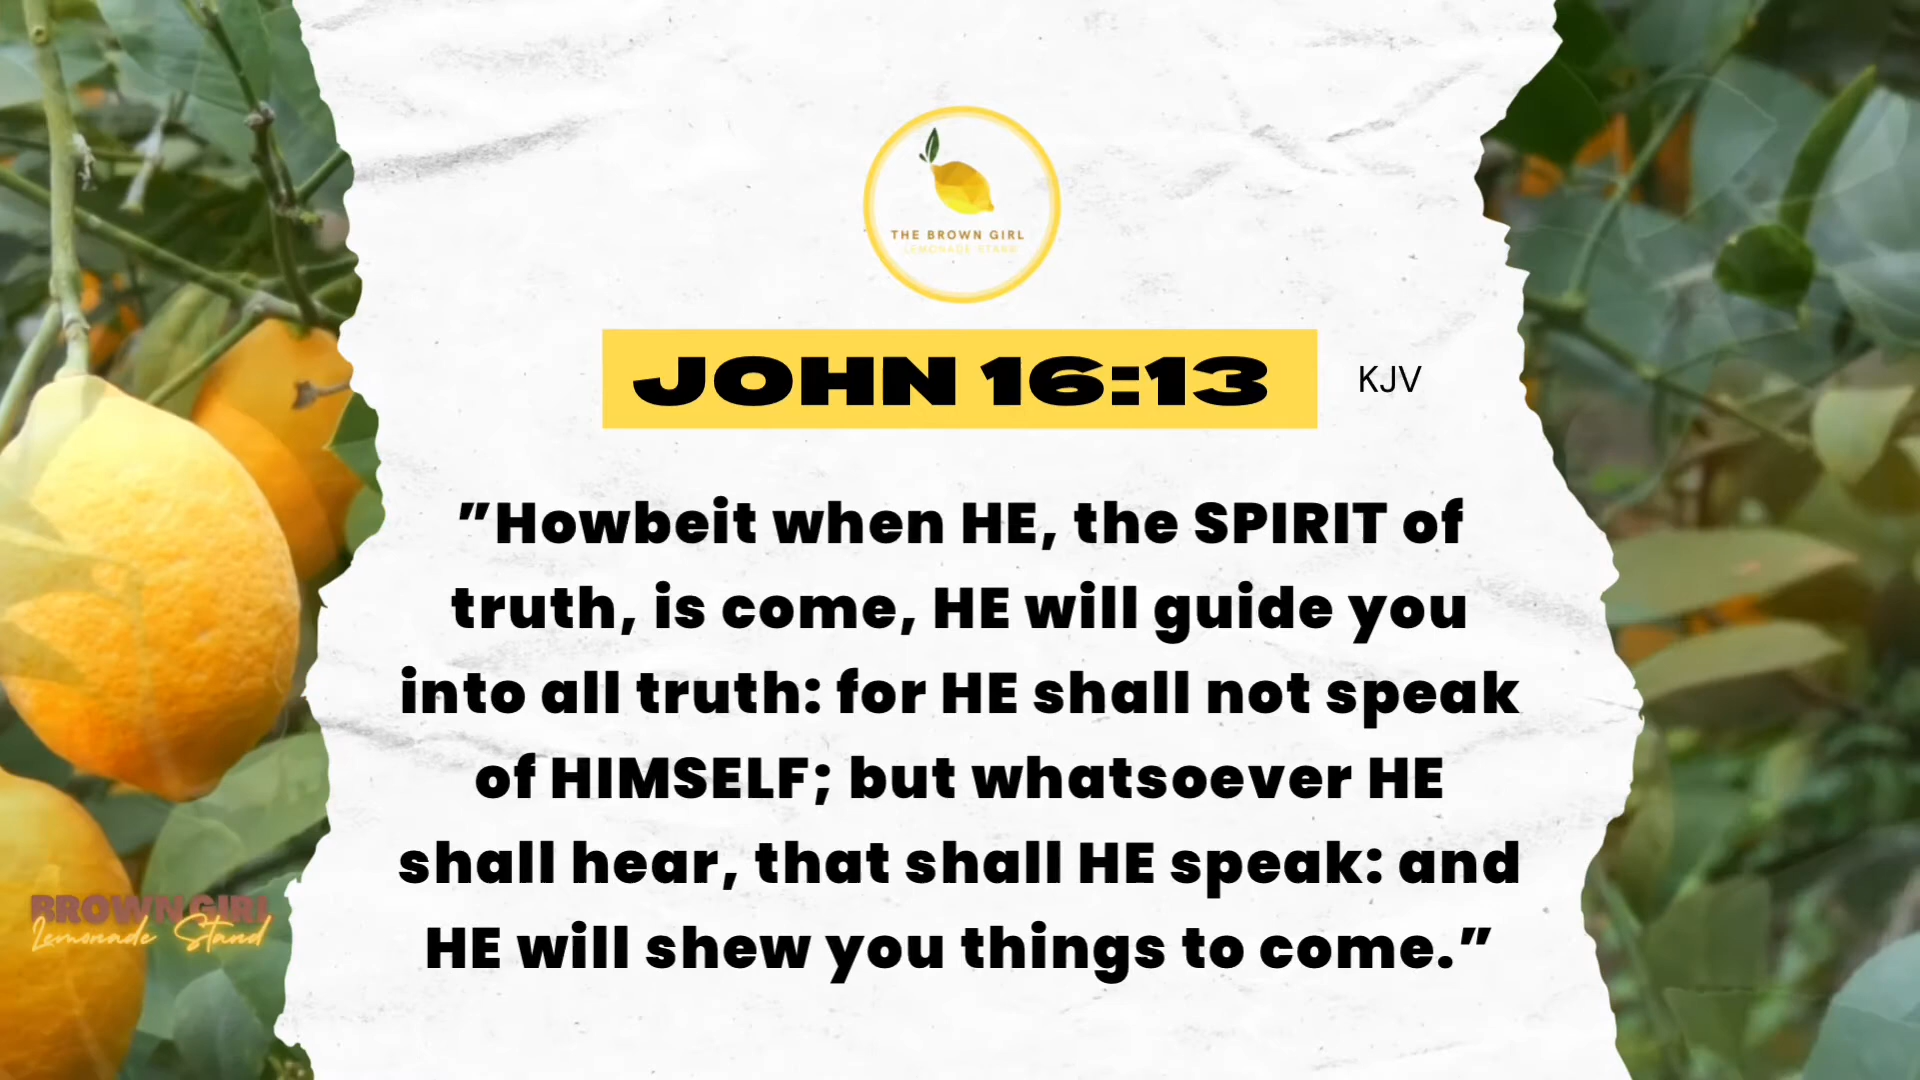 THE BROWN GIRL
LEMONADE STAND
JOHN 16:13
KJV
"Howbeit when HE, the SPIRIT of
truth, is come, HE will guide you
into all truth: for HE shall not speak
of HIMSELF; but whatsoever HE
shall hear, that shall HE speak: and
HE will shew you things to come."
BROWN GIRL
Lemonade Stand